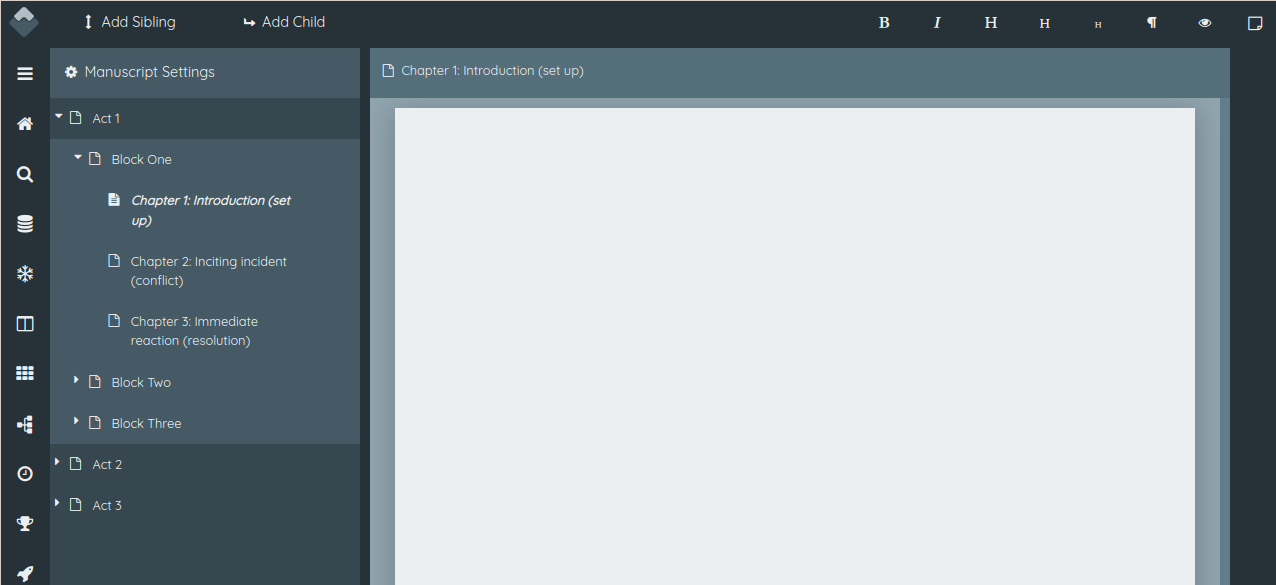 Add Sibling
Add Child
B
I
H
H
H
¶
Manuscript Settings
Chapter 1: Introduction (set up)
Act 1
Block One
Chapter 1: Introduction (set
up)
Chapter 2: Inciting incident
(conflict)
Chapter 3: Immediate
reaction (resolution)
Block Two
Block Three
Act 2
Act 3